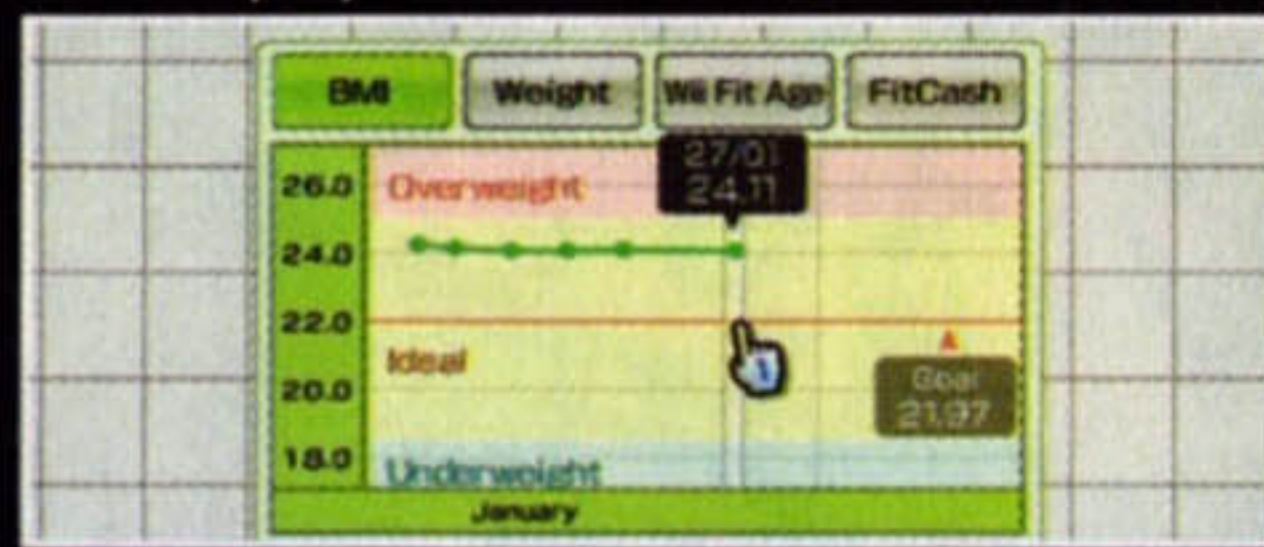 BMI Weight Wii Fit Age FitCash
27/01
24.11
26.0 Overweight
24.0
22.0
Ideal
Goal
20.0
21.97
18.0
Underweight
January
1